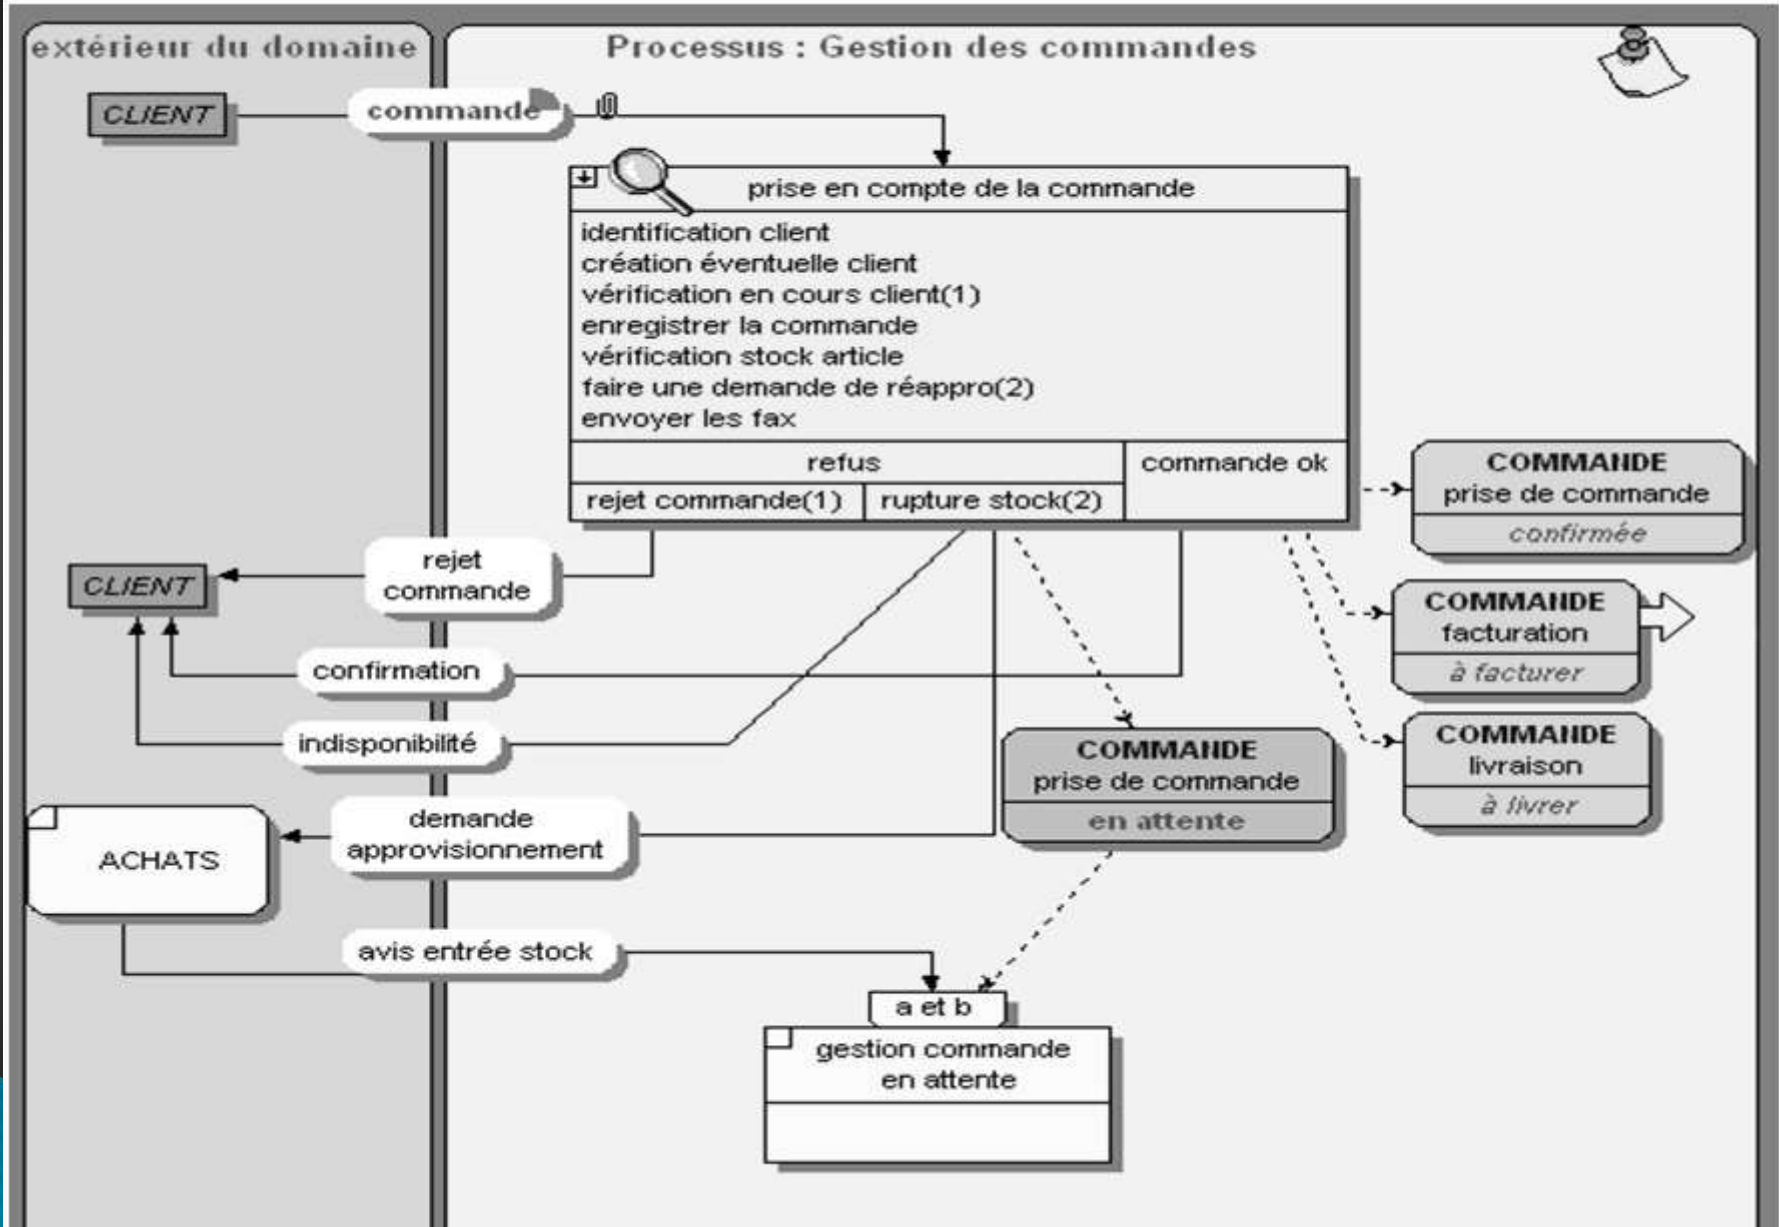 extérieur du domaine
Processus : Gestion des commandes
CLIENT
commande
prise en compte de la commande
identification client
création éventuelle client
vérification en cours client(1)
enregistrer la commande
vérification stock article
faire une demande de réappro(2)
envoyer les fax
refus
commande ok
rejet commande(1)
rupture stock(2)
COMMANDE
prise de commande
confirmée
rejet
commande
CLIENT
COMMANDE
facturation
à facturer
confirmation
indisponibilité
COMMANDE
prise de commande
en attente
COMMANDE
livraison
à livrer
demande
approvisionnement
ACHATS
avis entrée stock
a et b
gestion commande
en attente